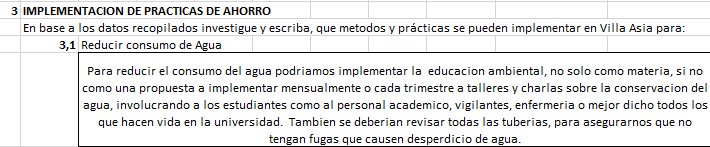 3 IMPLEMENTACION DE PRACTICAS DE AHORRO
En base a los datos recopilados investigue y escriba, que metodos y prácticas se pueden implementar en Villa Asia para:
3,1 Reducir consumo de Agua
Para reducir el consumo del agua podriamos implementar la educacion ambiental, no solo como materia, si no
como una propuesta a implementar mensualmente o cada trimestre a talleres y charlas sobre la conservacion del
agua, involucrando a los estudiantes como al personal academico, vigilantes, enfermeria o mejor dicho todos los
que hacen vida en la universidad. Tambien se deberian revisar todas las tuberias, para asegurarnos que no
tengan fugas que causen desperdicio de agua.